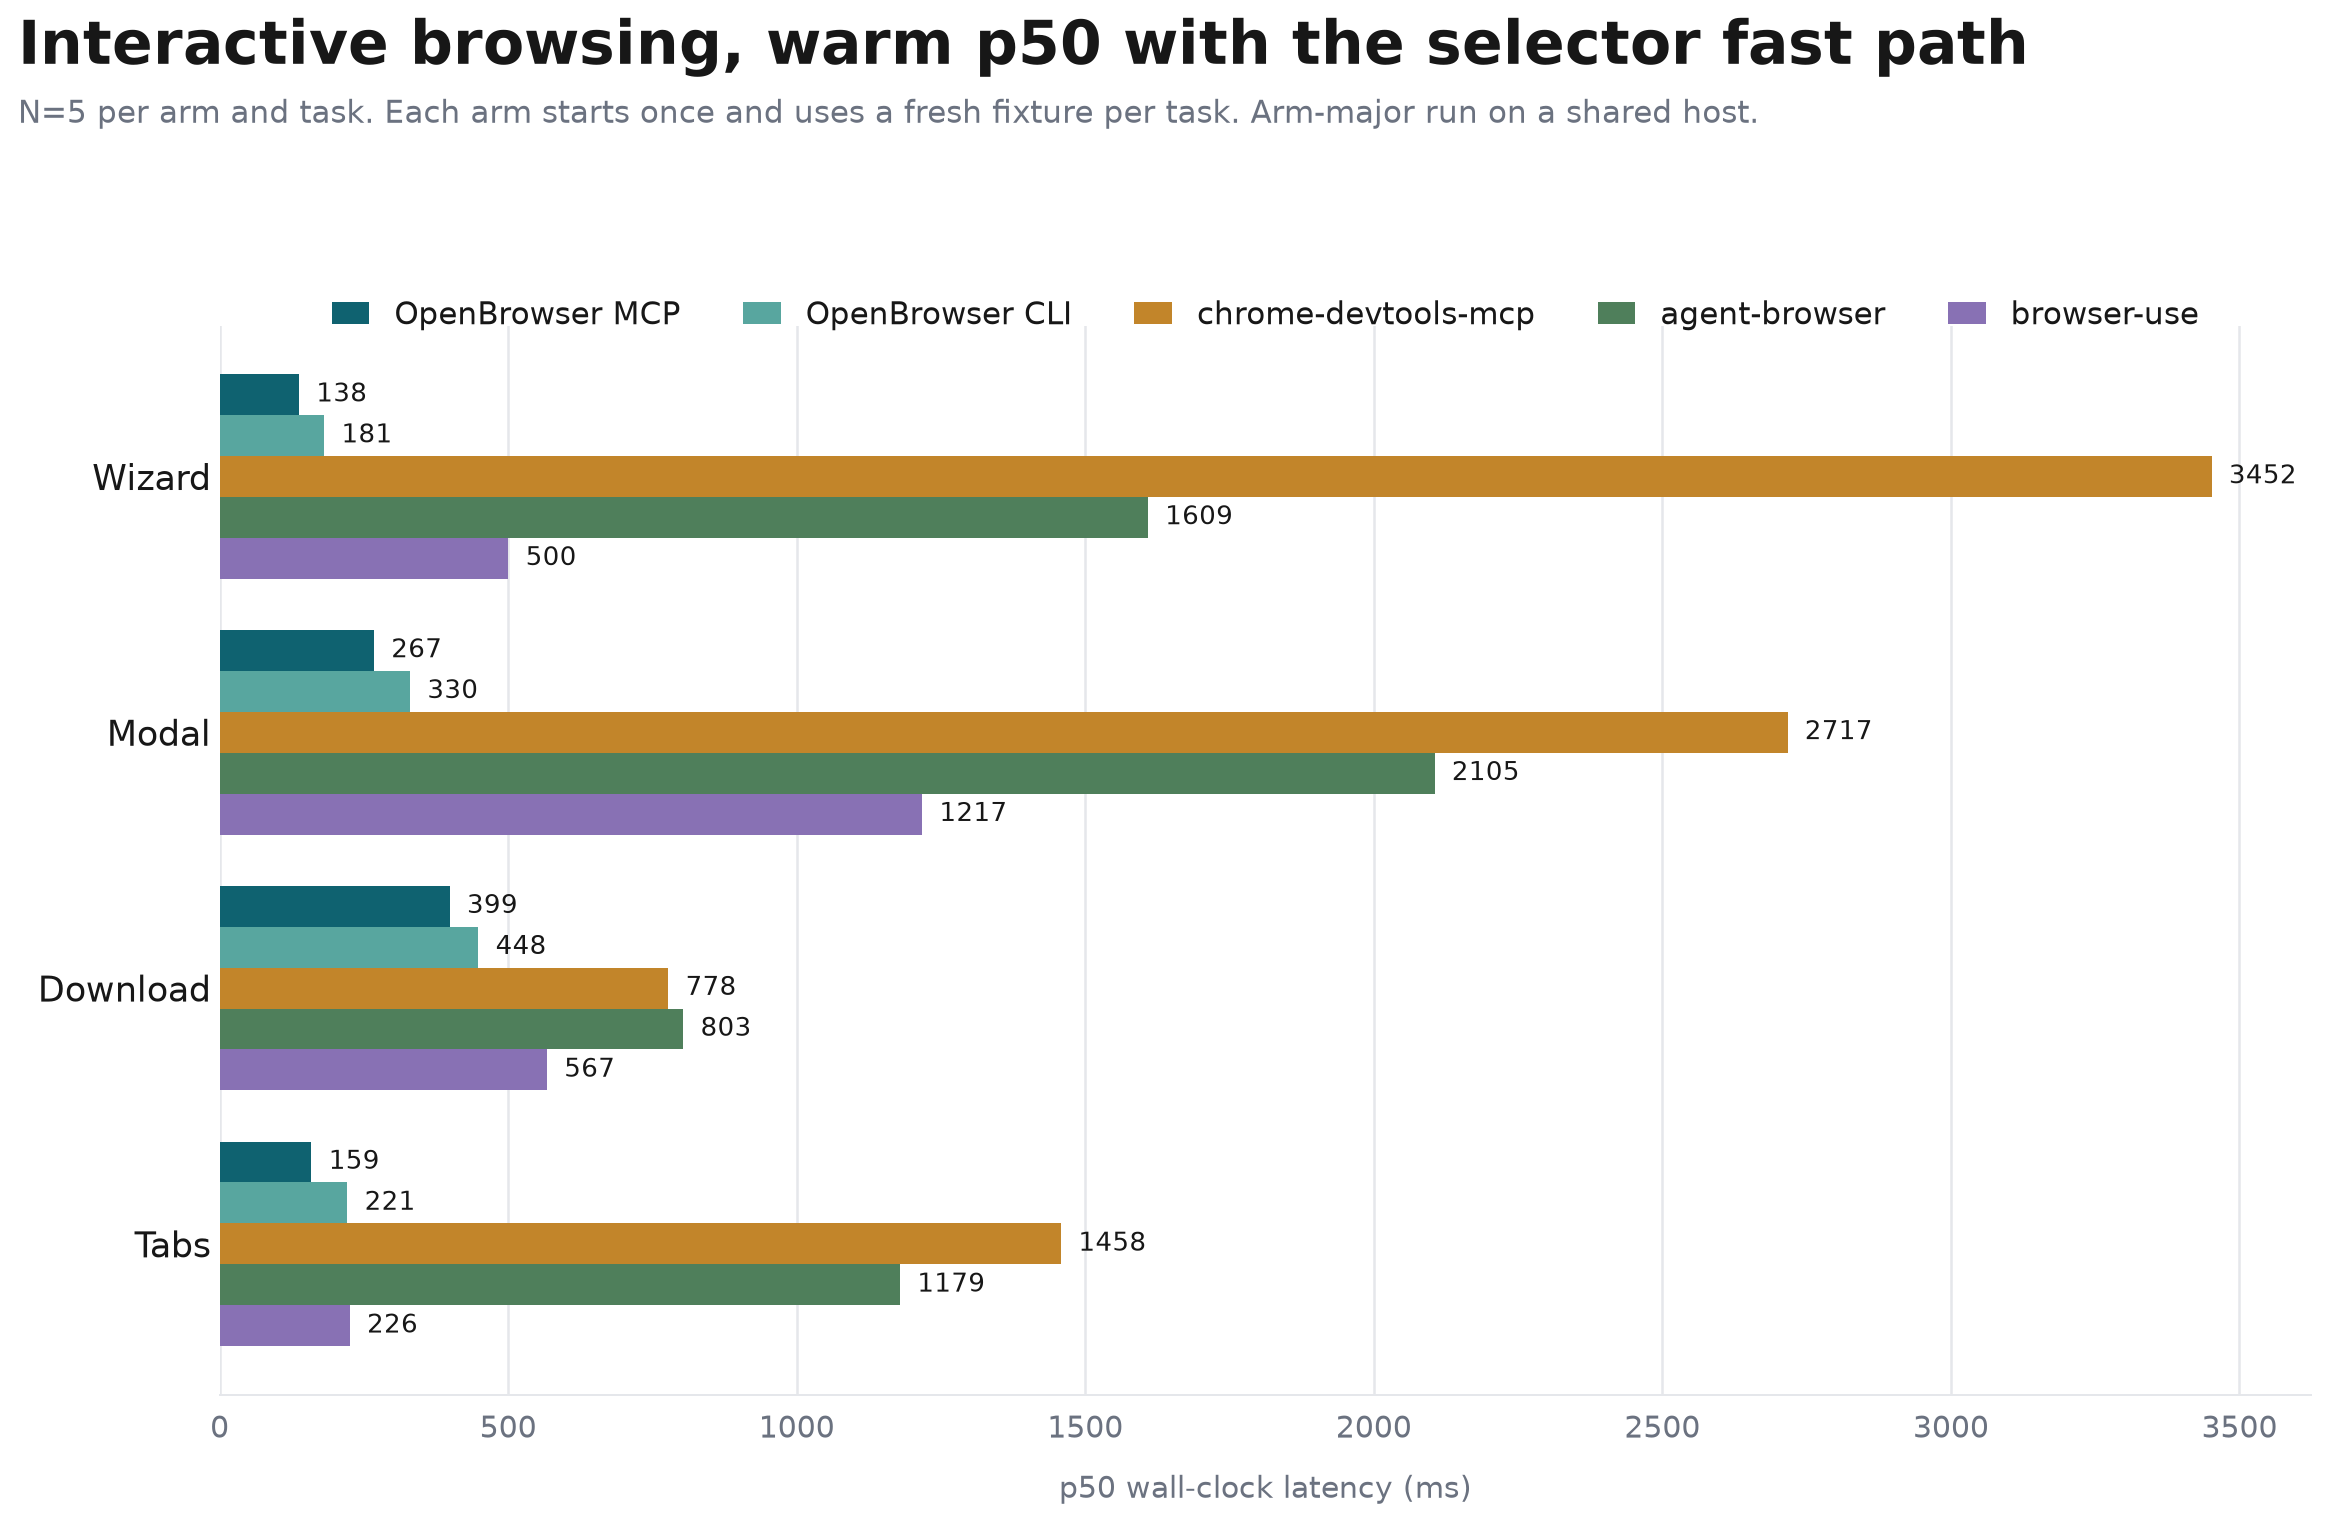 Interactive browsing, warm p50 with the selector fast path
N=5 per arm and task. Each arm starts once and uses a fresh fixture per task. Arm-major run on a shared host.
OpenBrowser MCP OpenBrowser CLI chrome-devtools-mcp agent-browser browser-use
138
181
Wizard 3452
1609
500
267
330
Modal 2717
2105
1217
399
448
Download 778
803
567
159
221
Tabs 1458
1179
226
0 500 1000 1500 2000 2500 3000 3500
p50 wall-clock latency (ms)